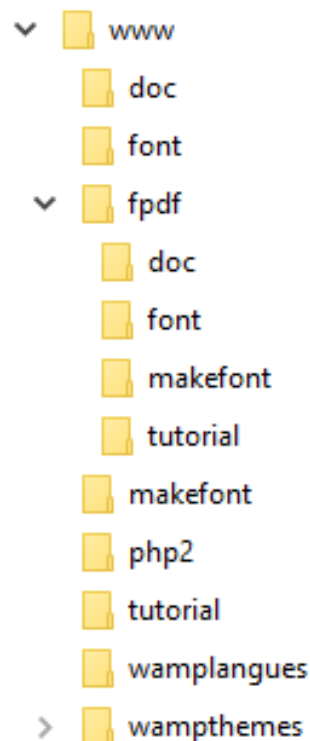 www
doc
font
fpdf
doc
font
makefont
tutorial
makefont
php2
tutorial
wamplangues
wampthemes